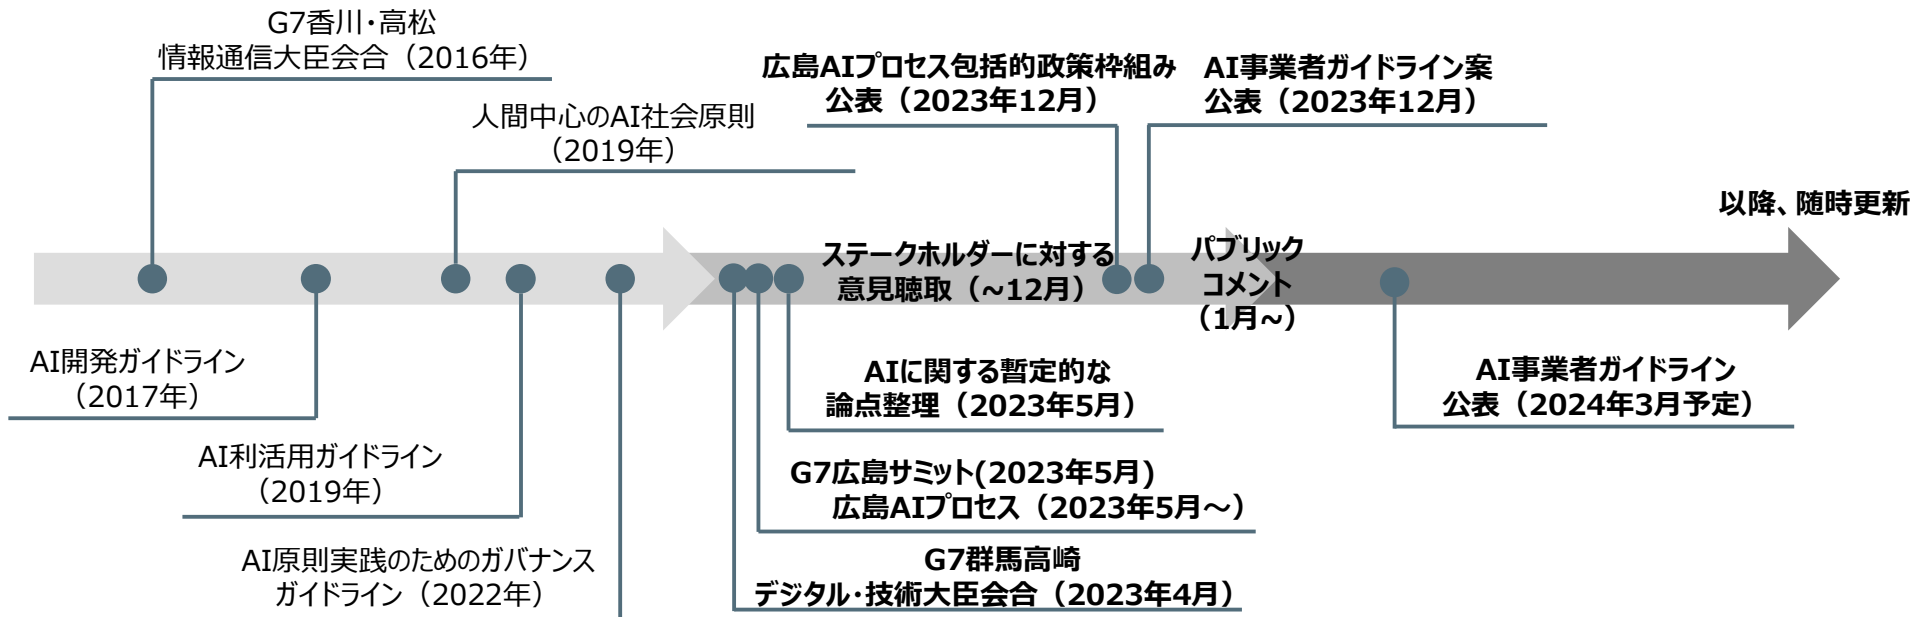 G7香川・高松
情報通信大臣会合（2016年）
人間中心のAI社会原則
（2019年）
広島AIプロセス包括的政策枠組み
公表（2023年12月）
AI事業者ガイドライン案
公表（2023年12月）
以降、随時更新
ステークホルダーに対する
意見聴取（~12月）
パブリック
コメント
（1月~）
AI開発ガイドライン
（2017年）
AI利活用ガイドライン
（2019年）
AI原則実践のためのガバナンス
ガイドライン（2022年）
AIに関する暫定的な
論点整理（2023年5月）
G7広島サミット(2023年5月)
広島AIプロセス（2023年5月～）
G7群馬高崎
デジタル・技術大臣会合（2023年4月）
AI事業者ガイドライン
公表（2024年3月予定）